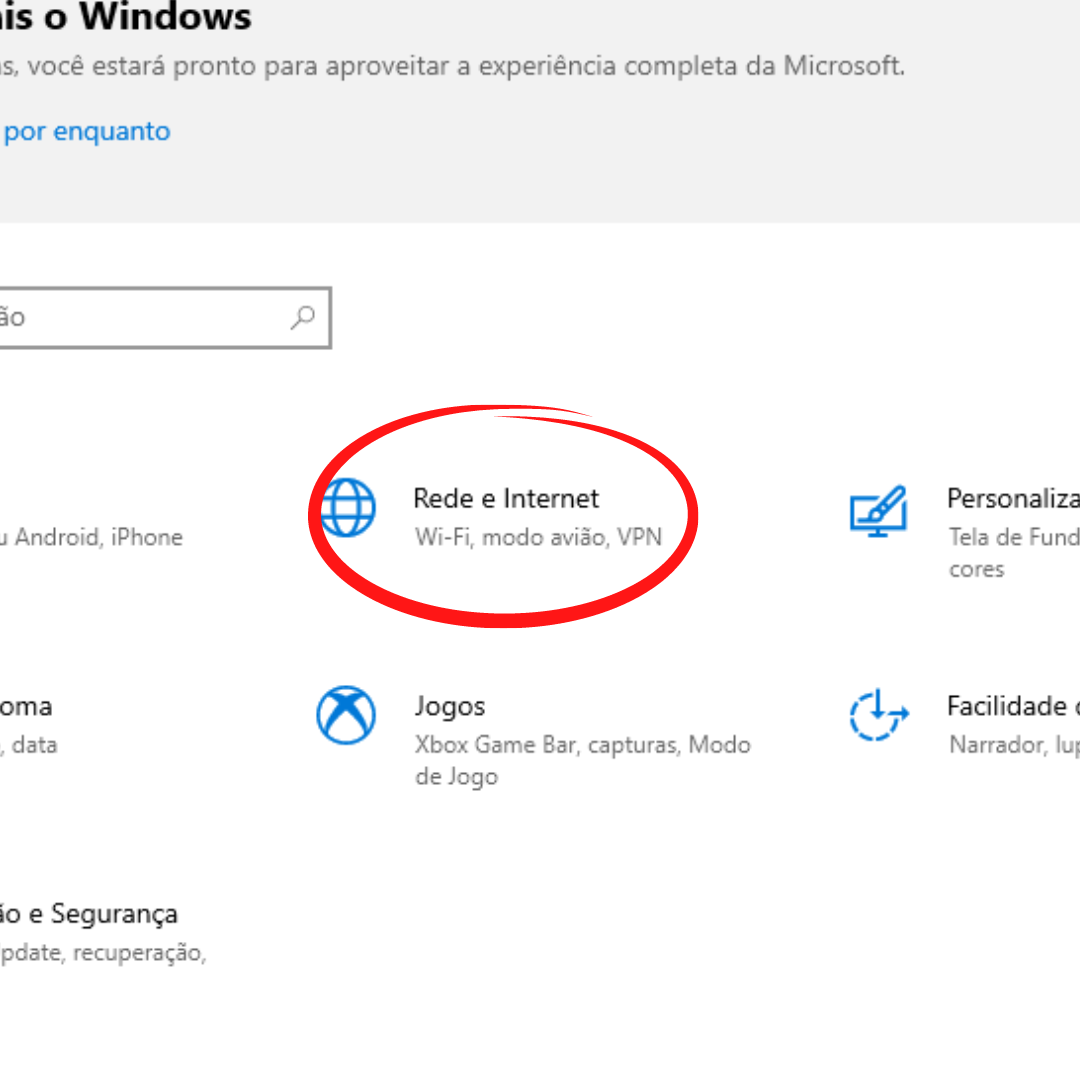 is o Windows
s, você estará pronto para aproveitar a experiência completa da Microsoft.
por enquanto
ão
u Android, iPhone
Rede e Internet
Wi-Fi, modo avião, VPN
Personaliza
Tela de Fund
cores
oma
, data
Jogos
Xbox Game Bar, capturas, Modo
de Jogo
Facilidade
Narrador, lup
ão e Segurança
pdate, recuperação,